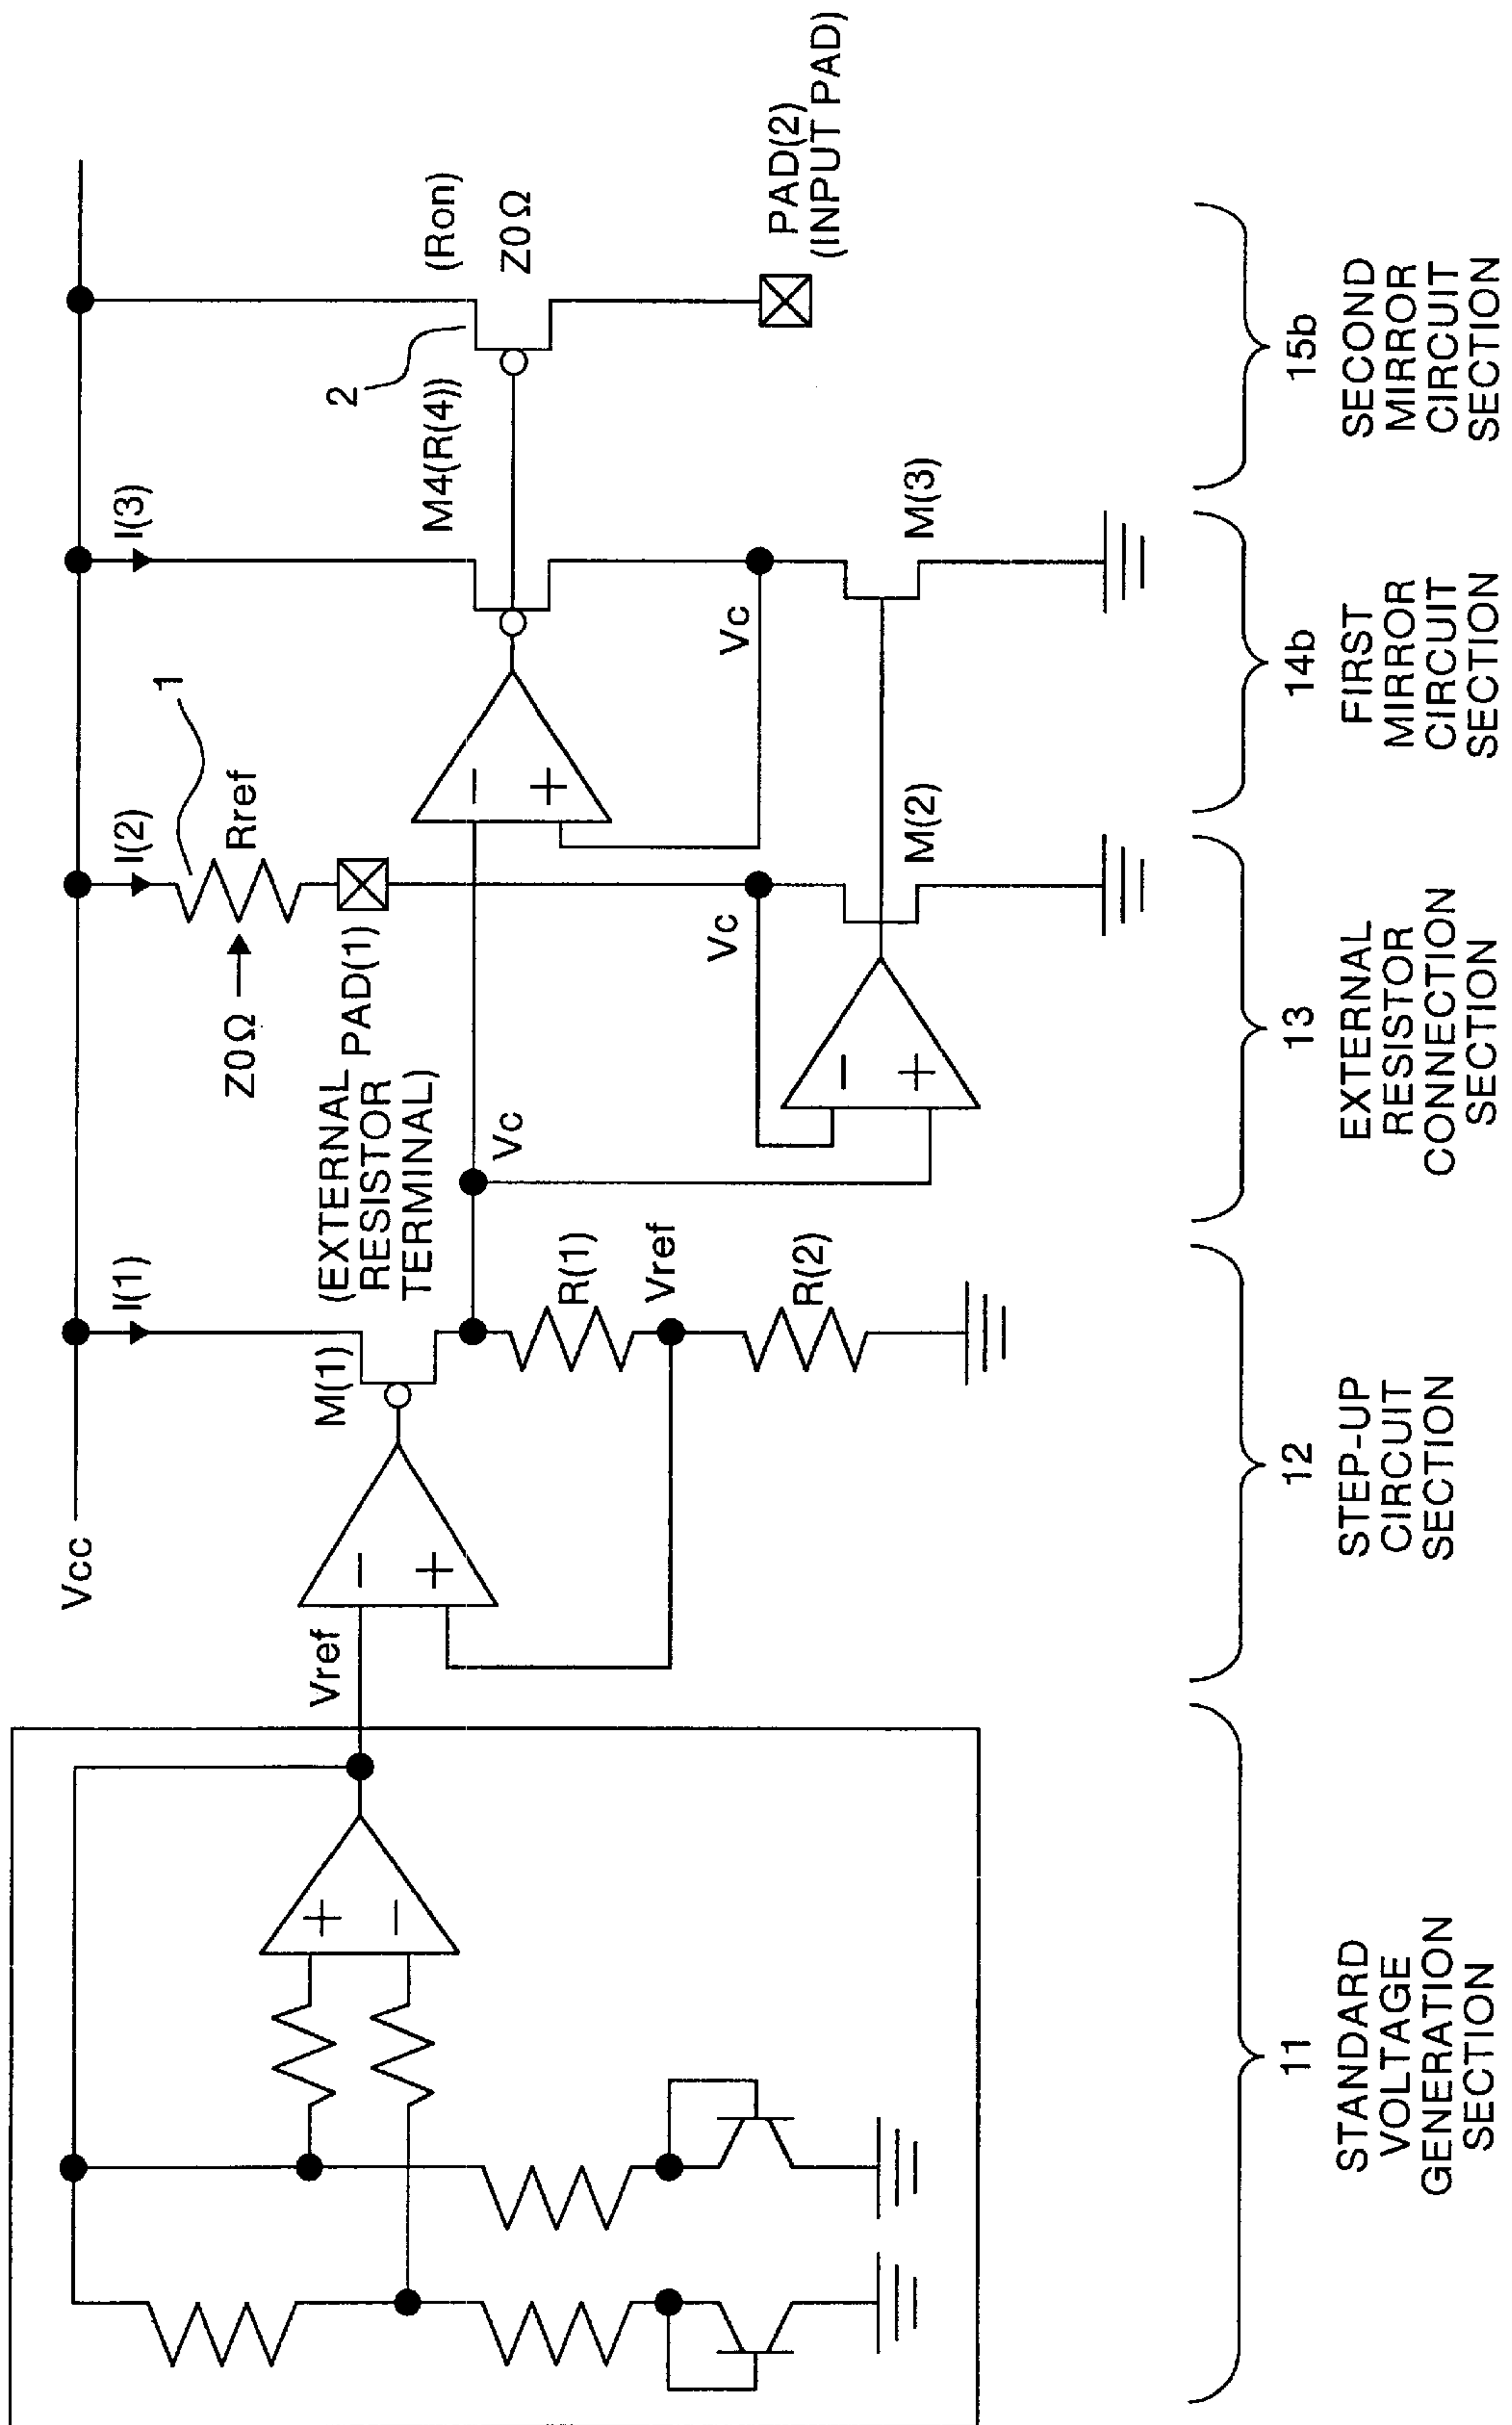 Vcc
I(1)
I(2)
I(3)
1
Rref
Z0Ω
(EXTERNAL
RESISTOR
TERMINAL)
PAD(1)
M(1)
Vref
+
−
−
+
Vc
R(1)
Vref
R(2)
−
+
Vc
−
+
M(2)
Vc
M(3)
M4(R(4))
2
(Ron)
Z0Ω
PAD(2)
(INPUT PAD)
11
STANDARD
VOLTAGE
GENERATION
SECTION
12
STEP-UP
CIRCUIT
SECTION
13
EXTERNAL
RESISTOR
CONNECTION
SECTION
14b
FIRST
MIRROR
CIRCUIT
SECTION
15b
SECOND
MIRROR
CIRCUIT
SECTION